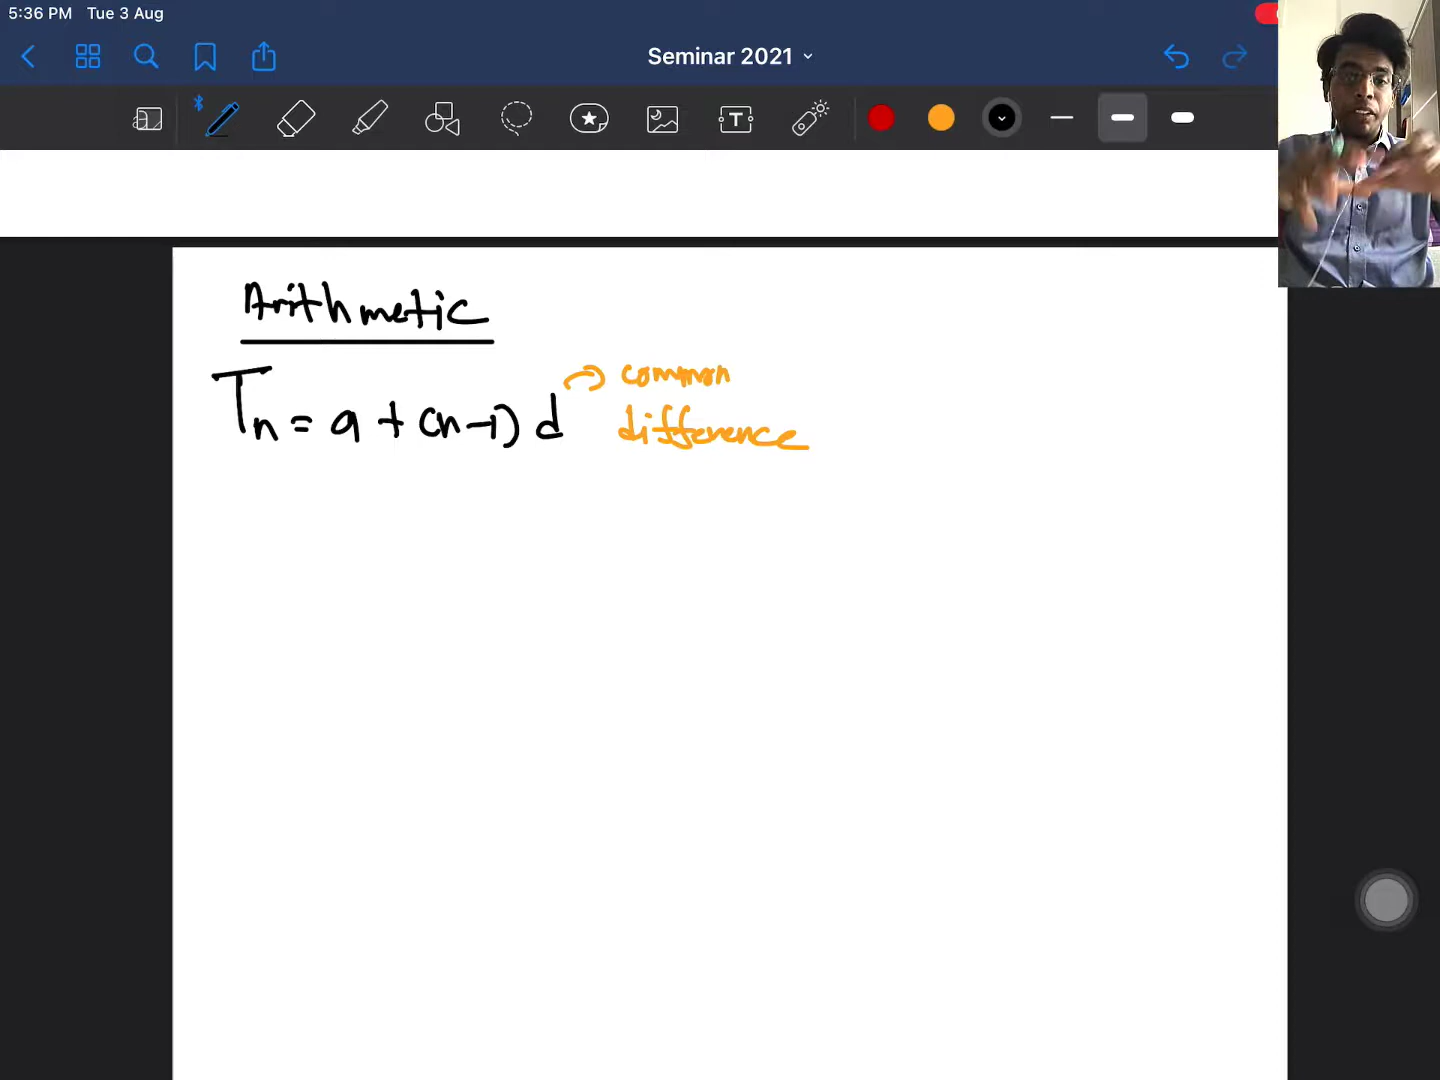 5:36 PM Tue 3 Aug
Seminar 2021
T
Arithmetic
Tn = a + (n-1) d
common
difference